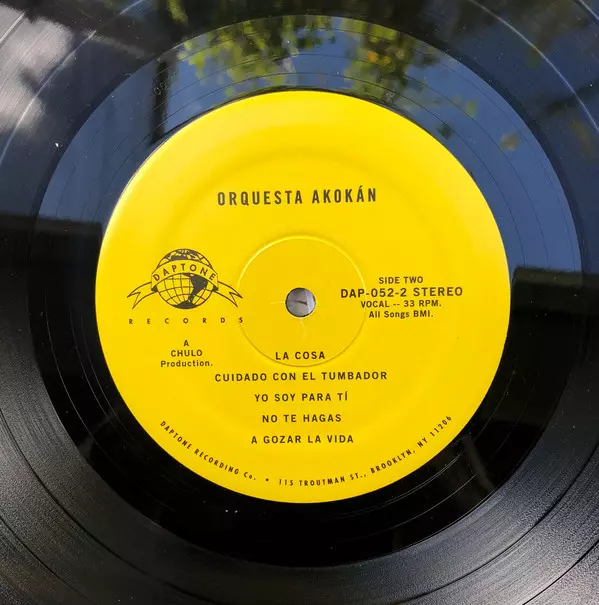 ORQUESTA AKOKÁN
DAPTONE
RECORDS
SIDE TWO
DAP-052-2 STEREO
VOCAL -- 33 RPM.
All Songs BMI.
A
CHULO
Production.
LA COSA
CUIDADO CON EL TUMBADOR
YO SOY PARA TÍ
NO TE HAGAS
A GOZAR LA VIDA
DAPTONE RECORDING Co. • 115 TROUTMAN ST., BROOKLYN, NY 11206